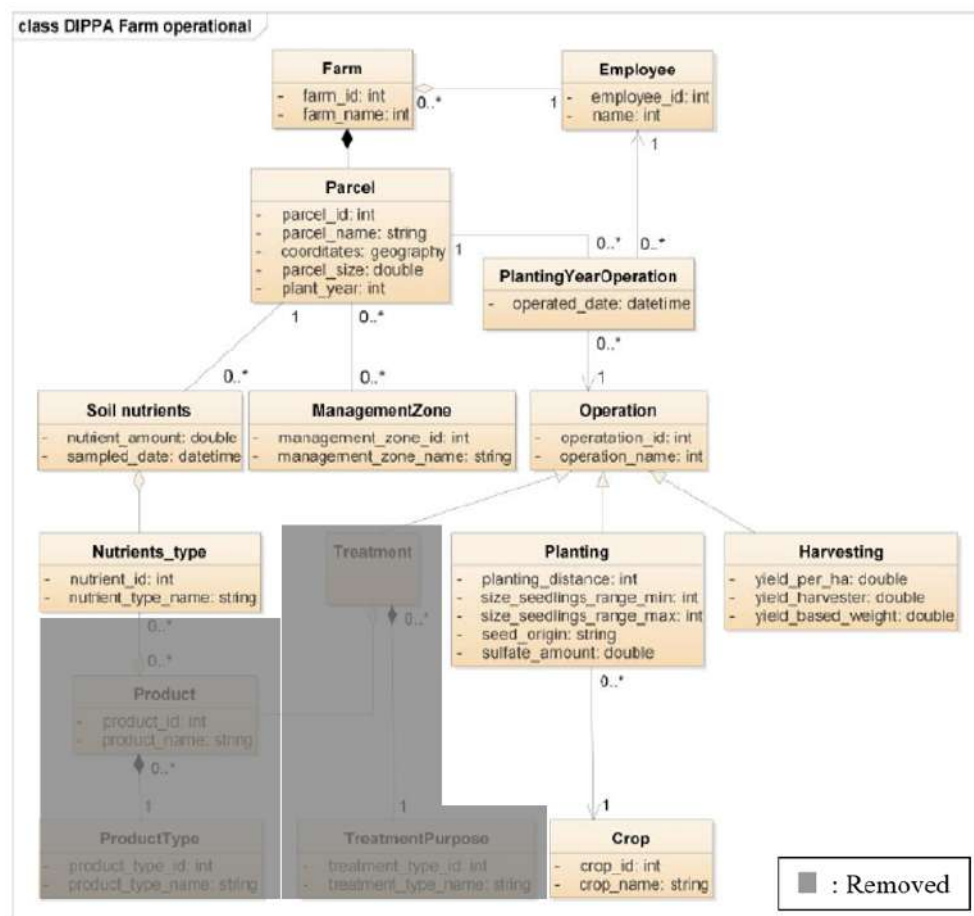 class DIPPA Farm operational
Farm
- farm_id: int
- farm_name: int
0..*
1
Employee
- employee_id: int
- name: int
1
Parcel
- parcel_id: int
- parcel_name: string
- coorditates: geography
- parcel_size: double
- plant_year: int
1
0..*
0..*
PlantingYearOperation
- operated_date: datetime
1
0..*
0..*
0..*
0..*
1
Soil nutrients
- nutrient_amount: double
- sampled_date: datetime
ManagementZone
- management_zone_id: int
- management_zone_name: string
Operation
- operatation_id: int
- operation_name: int
Nutrients_type
- nutrient_id: int
- nutrient_type_name: string
Treatment
Planting
- planting_distance: int
- size_seedlings_range_min: int
- size_seedlings_range_max: int
- seed_origin: string
- sulfate_amount: double
Harvesting
- yield_per_ha: double
- yield_harvester: double
- yield_based_weight: double
0..*
0..*
0..*
0..*
Product
- product_id: int
- product_name: string
0..*
1
1
1
ProductType
- product_type_id: int
- product_type_name: string
TreatmentPurpose
- treatment_type_id: int
- treatment_type_name: string
Crop
- crop_id: int
- crop_name: string
: Removed